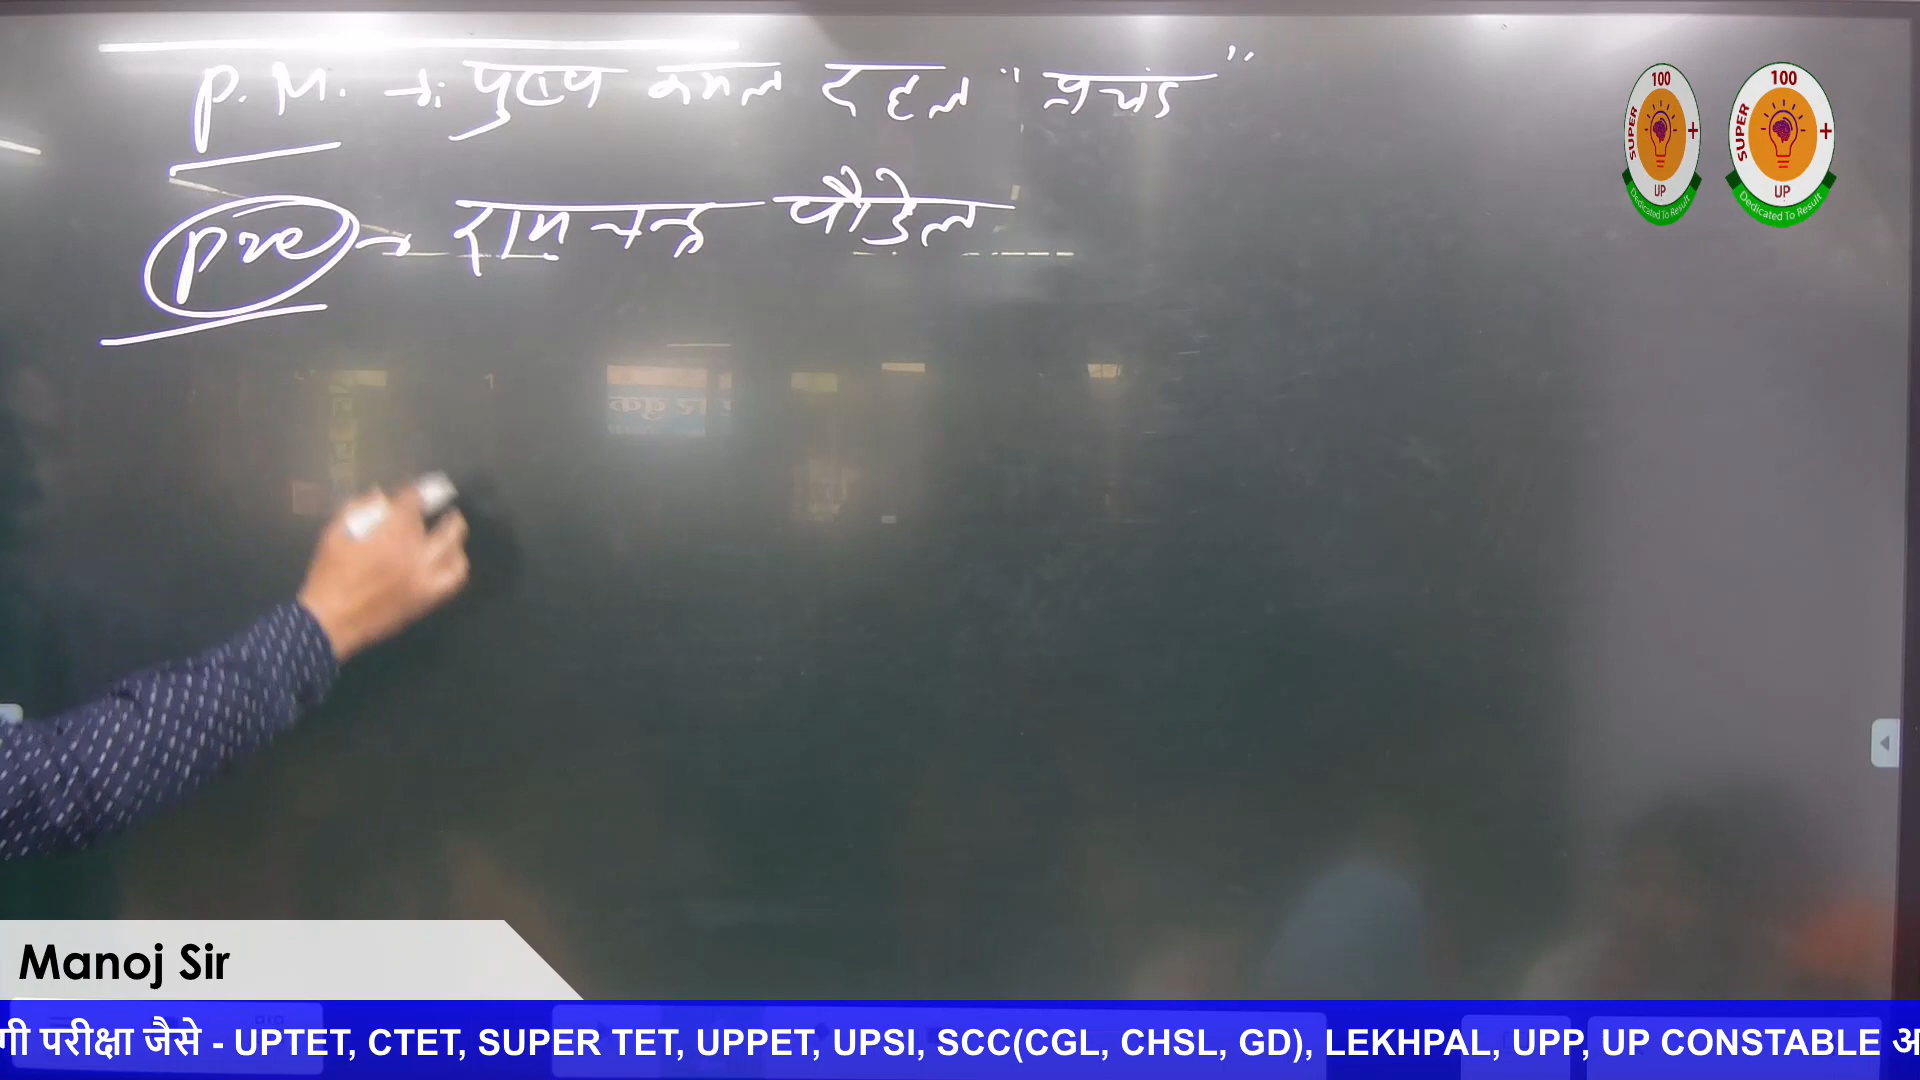 P.M. → पुष्प कमल दहल "प्रचंड"
pre → रामचन्द्र पौडेल
100
SUPER
+
UP
Dedicated To Result
100
SUPER
+
UP
Dedicated To Result
Manoj Sir
गी परीक्षा जैसे - UPTET, CTET, SUPER TET, UPPET, UPSI, SCC(CGL, CHSL, GD), LEKHPAL, UPP, UP CONSTABLE अ